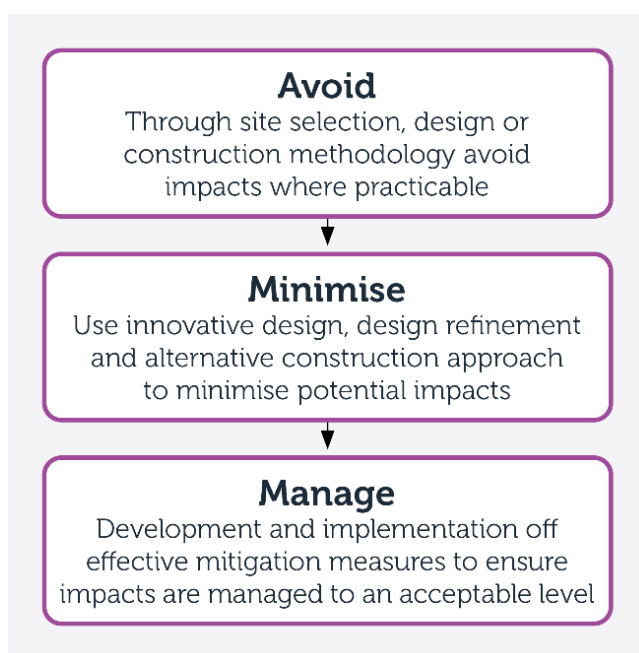 Avoid
Through site selection, design or
construction methodology avoid
impacts where practicable
Minimise
Use innovative design, design refinement
and alternative construction approach
to minimise potential impacts
Manage
Development and implementation off
effective mitigation measures to ensure
impacts are managed to an acceptable level